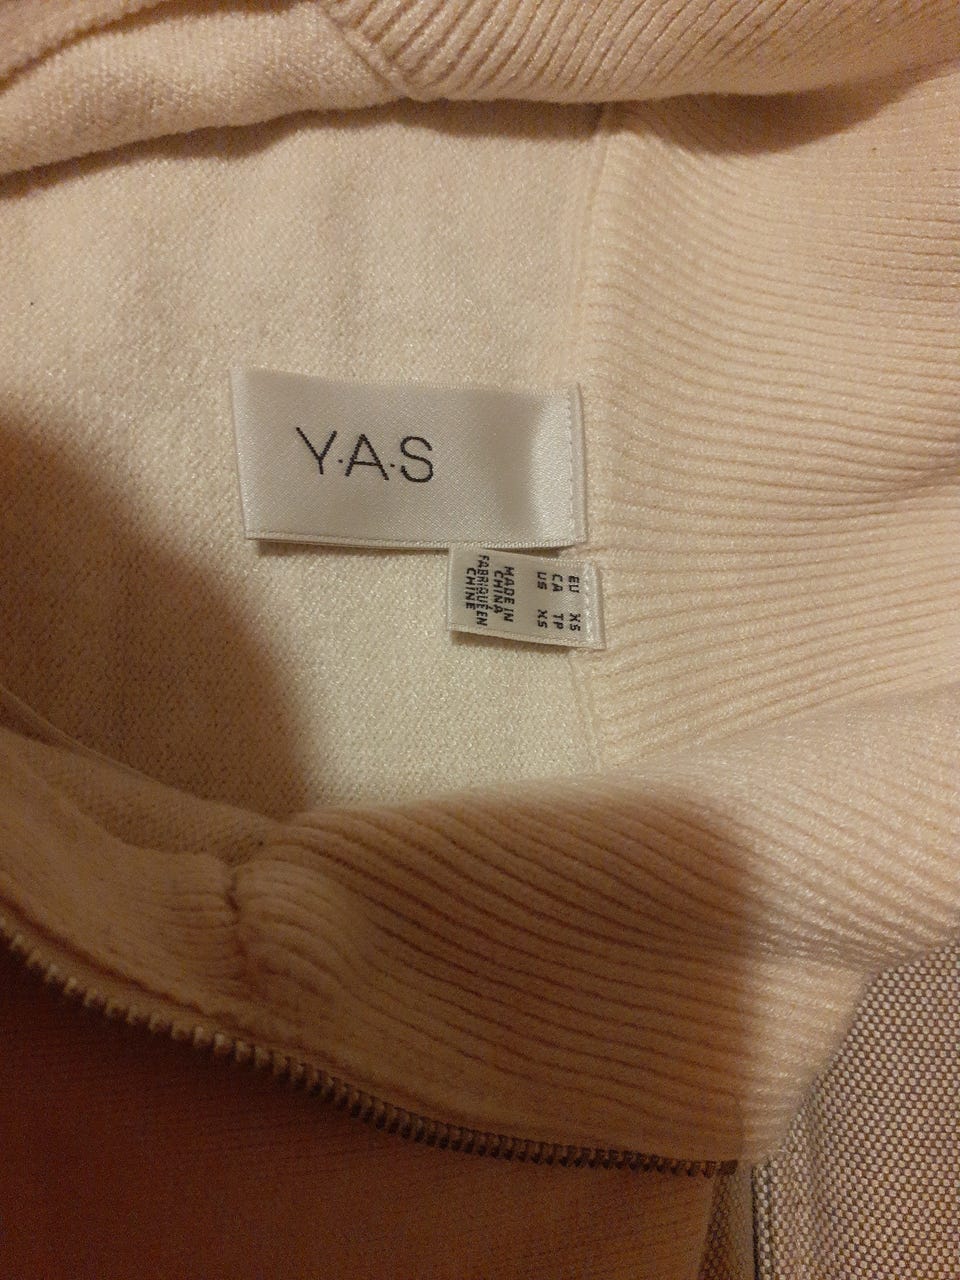 Y.A.S
EU XS
CA TP
US XS
MADE IN
CHINA
FABRIQUÉ EN
CHINE